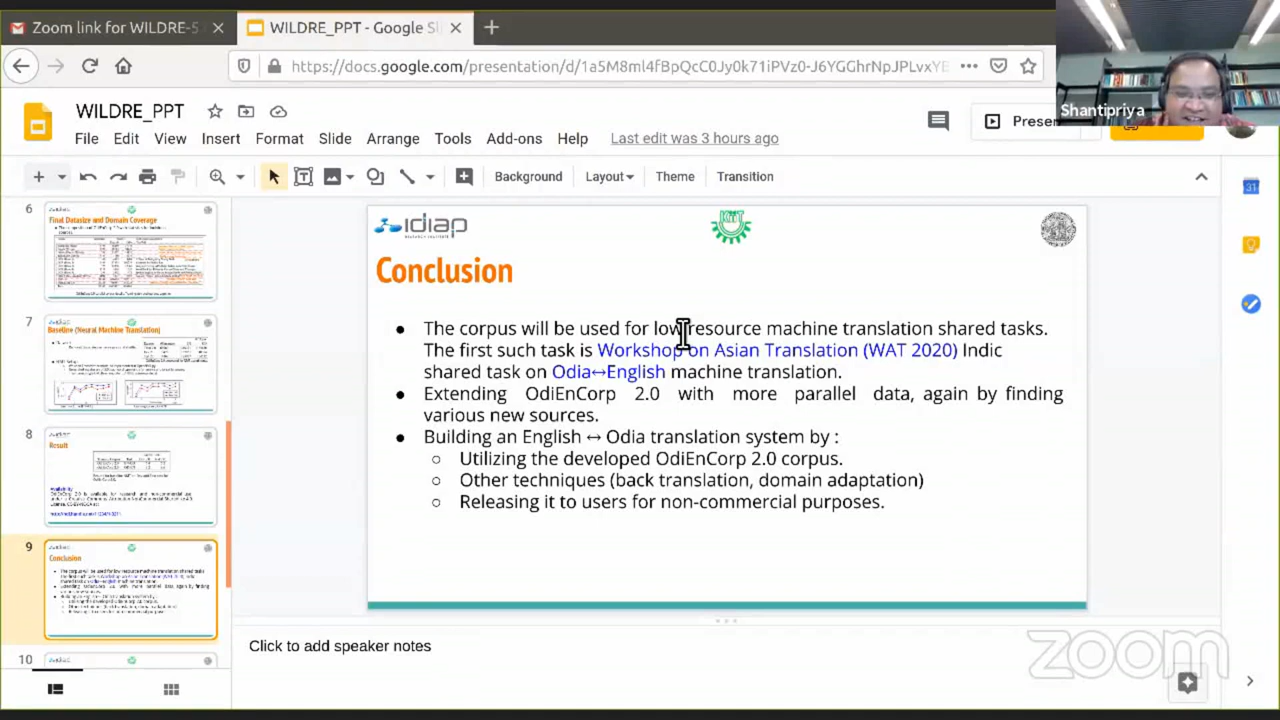 Zoom link for WILDRE-5
WILDRE_PPT - Google Sl
https://docs.google.com/presentation/d/1a5M8ml4fBpQcC0Jy0k71iPVz0-J6YGGhrNpJPLvxYE
Shantipriya
WILDRE_PPT
File Edit View Insert Format Slide Arrange Tools Add-ons Help Last edit was 3 hours ago
Background Layout Theme Transition
6
Final Datasize and Domain Coverage
7
Baseline (Neural Machine Translation)
8
Result
Availability
9
Conclusion
10
idiap
RESEARCH INSTITUTE
KIIT
Conclusion
● The corpus will be used for low resource machine translation shared tasks.
The first such task is Workshop on Asian Translation (WAT 2020) Indic
shared task on Odia↔English machine translation.
● Extending OdiEnCorp 2.0 with more parallel data, again by finding
various new sources.
● Building an English ↔ Odia translation system by :
○ Utilizing the developed OdiEnCorp 2.0 corpus.
○ Other techniques (back translation, domain adaptation)
○ Releasing it to users for non-commercial purposes.
Click to add speaker notes
zoom
31